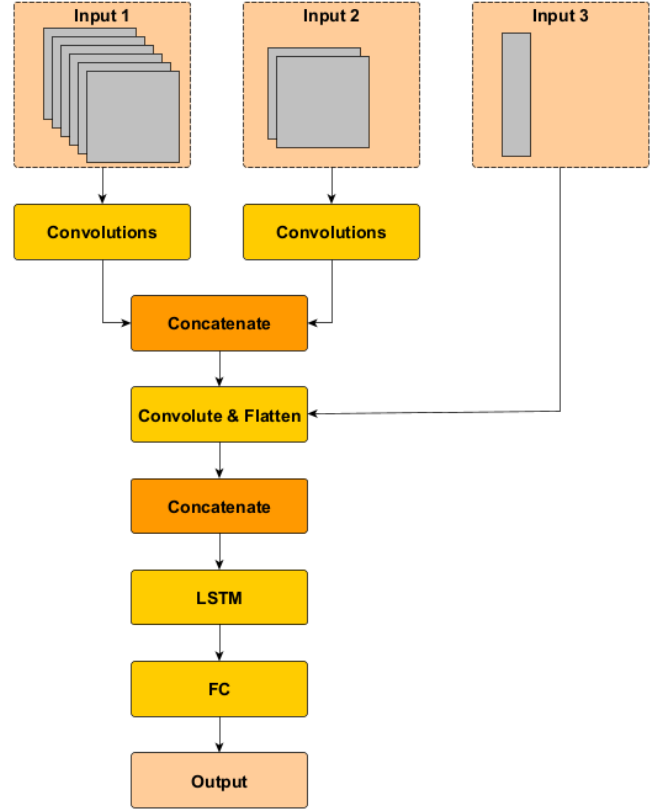 Input 1
Input 2
Input 3
Convolutions
Convolutions
Concatenate
Convolute & Flatten
Concatenate
LSTM
FC
Output